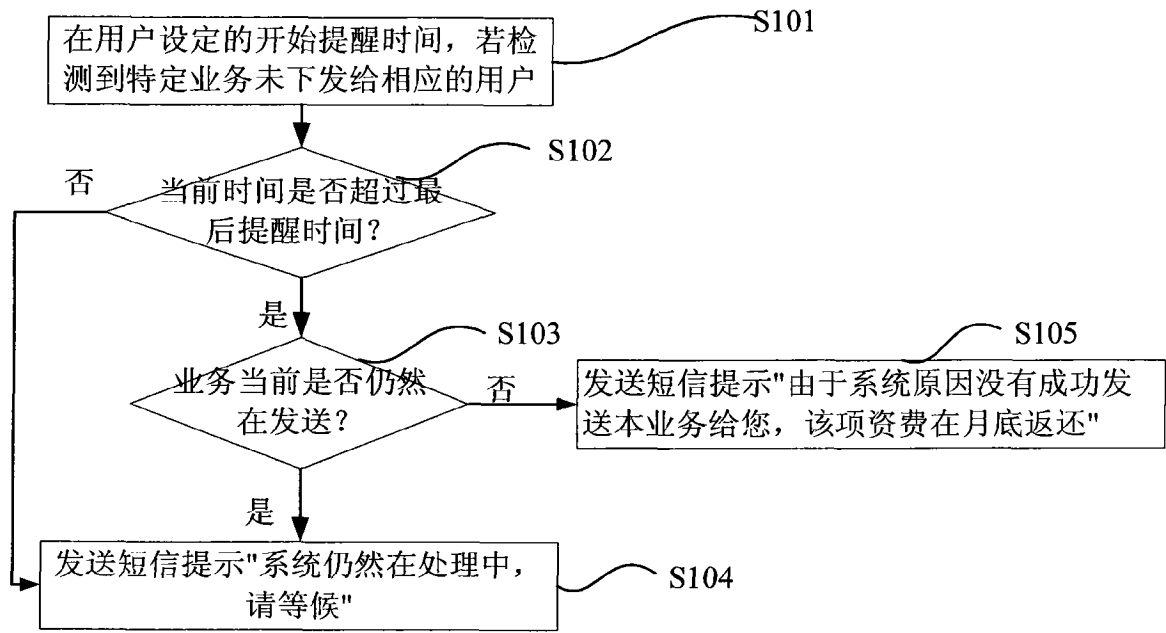 S101
在用户设定的开始提醒时间，若检
测到特定业务未下发给相应的用户
S102
否
当前时间是否超过最
后提醒时间？
是
S103
S105
业务当前是否仍然
在发送？
否
发送短信提示"由于系统原因没有成功发
送本业务给您，该项资费在月底返还"
是
发送短信提示"系统仍然在处理中，
请等候"
S104